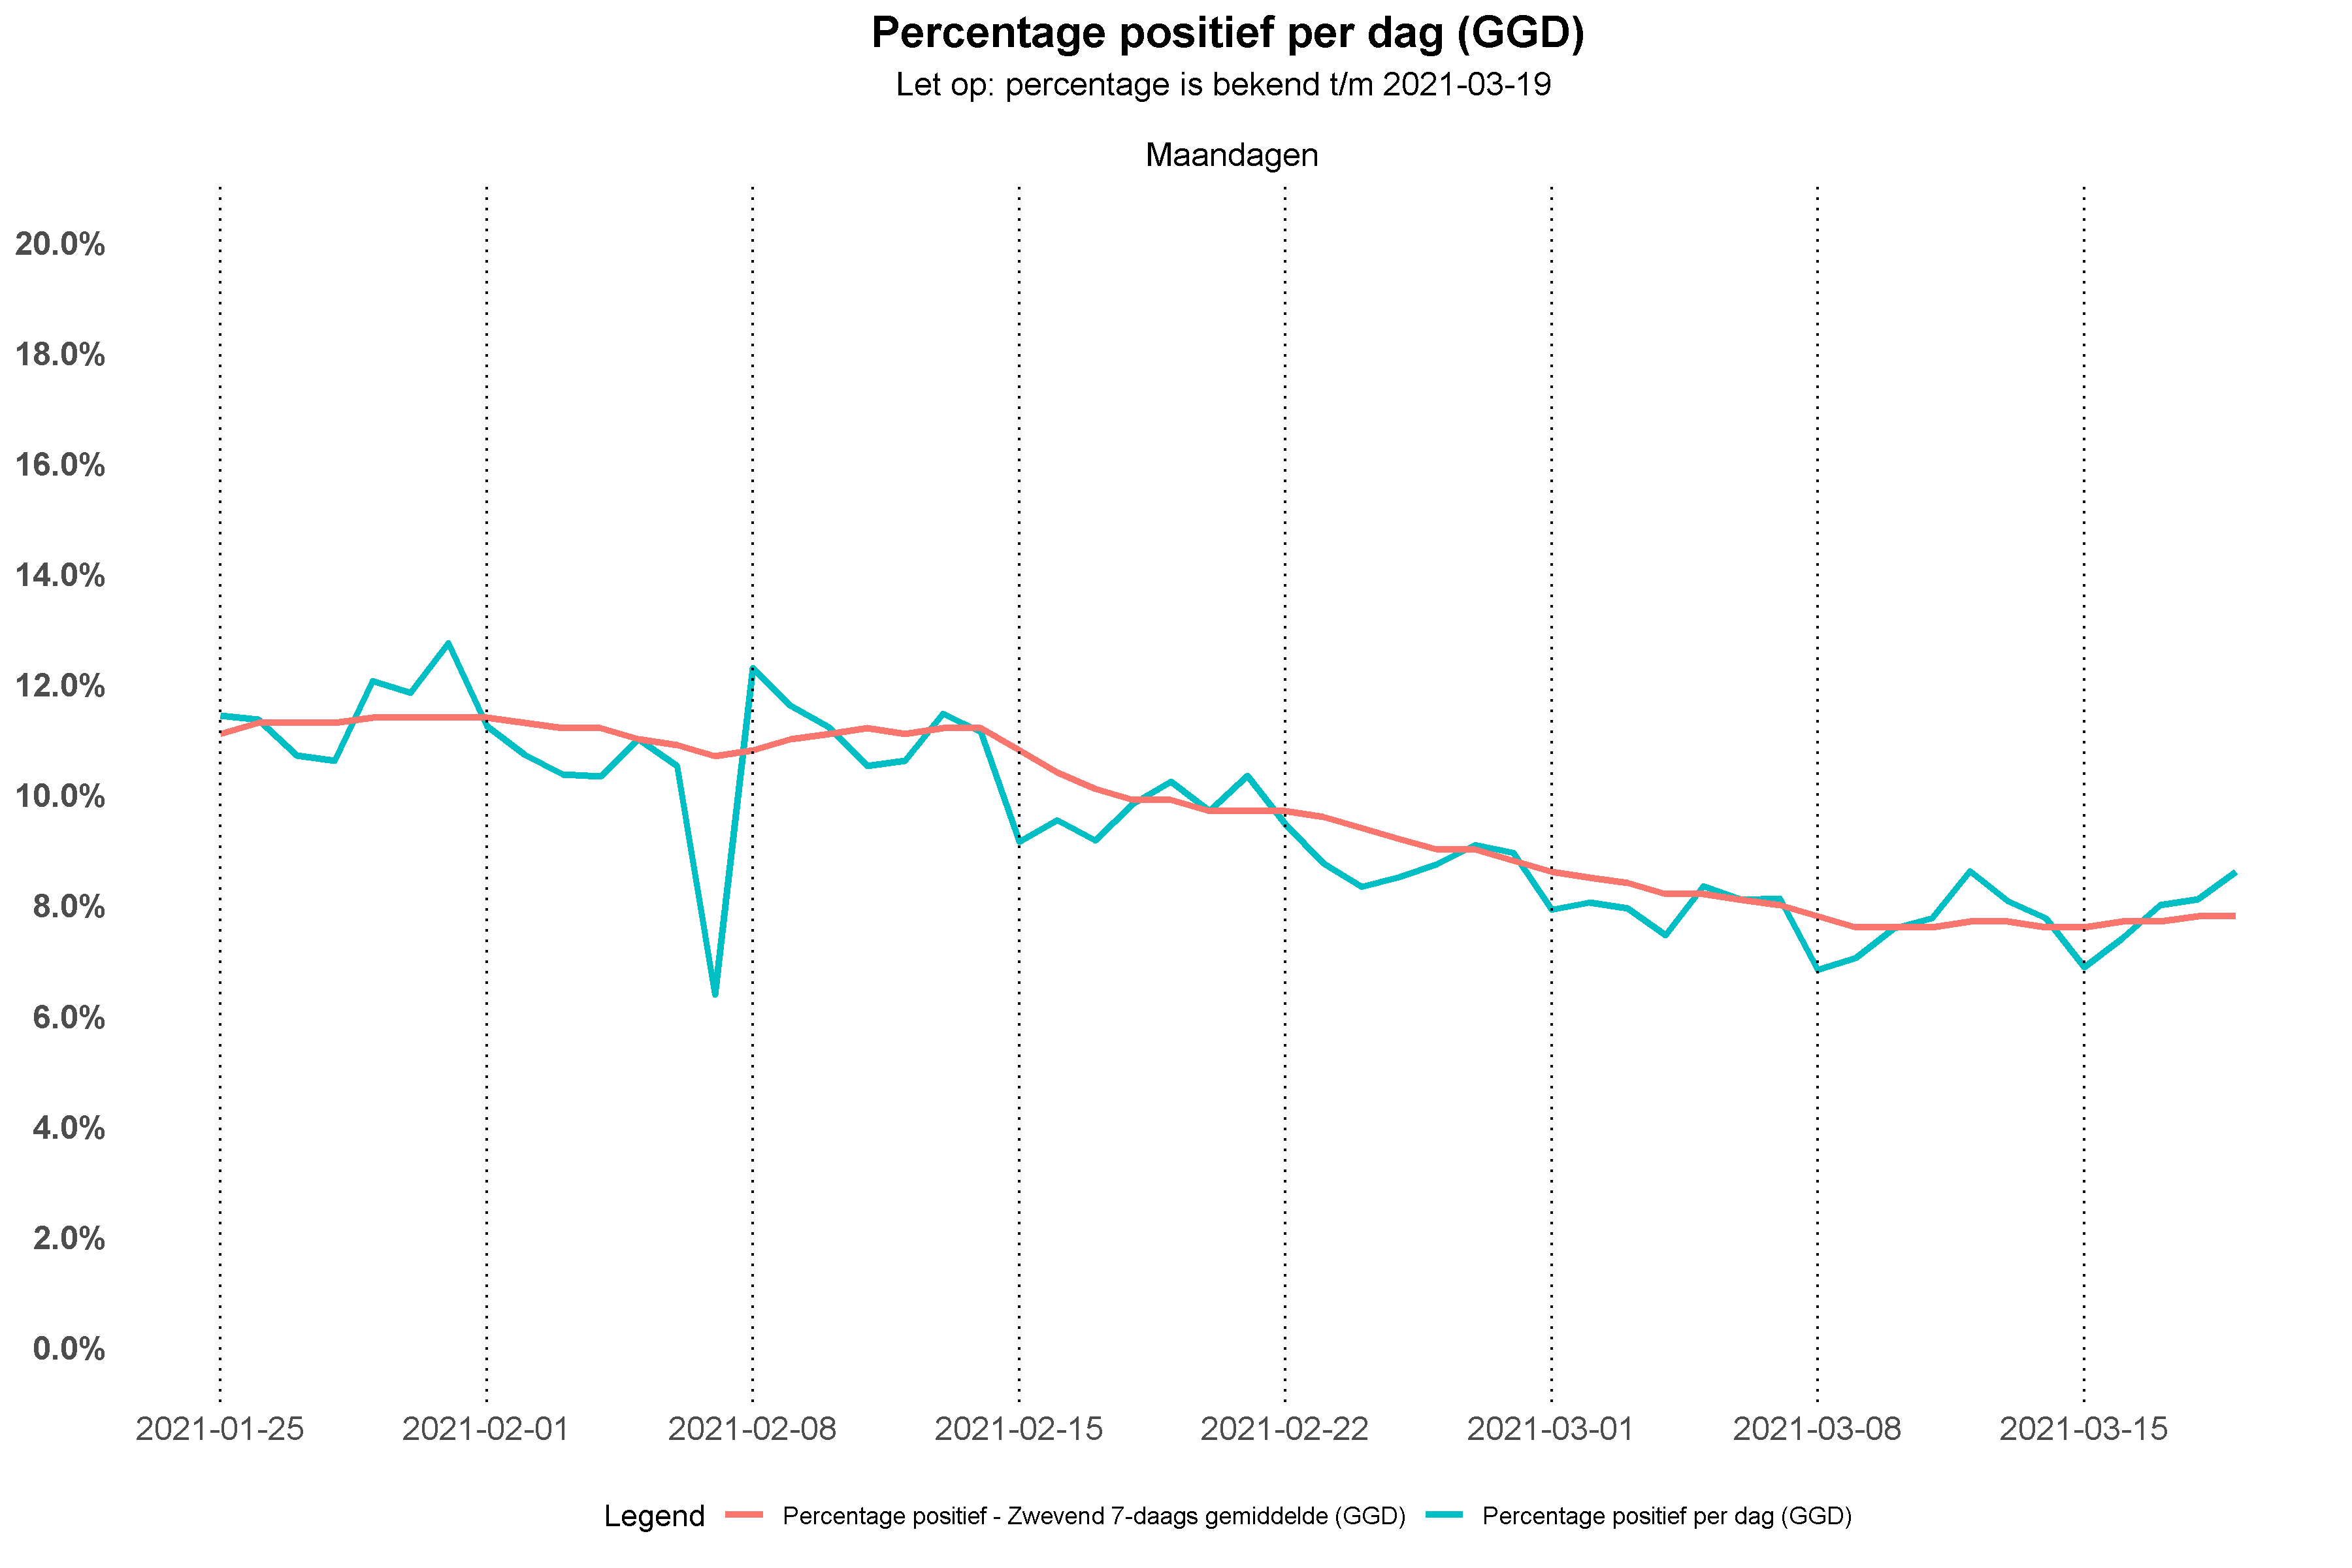 Percentage positief per dag (GGD)
Let op: percentage is bekend t/m 2021-03-19
Maandagen
20.0%
18.0%
16.0%
14.0%
12.0%
10.0%
8.0%
6.0%
4.0%
2.0%
0.0%
2021-01-25 2021-02-01 2021-02-08 2021-02-15 2021-02-22 2021-03-01 2021-03-08 2021-03-15
Legend Percentage positief - Zwevend 7-daags gemiddelde (GGD) Percentage positief per dag (GGD)